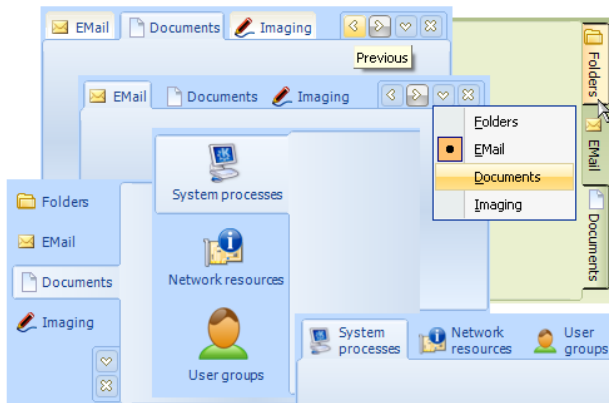 EMail Documents Imaging
Previous
EMail Documents Imaging
Folders
EMail
Documents
Imaging
Folders
EMail
Documents
System processes
Network resources
User groups
Folders
EMail
Documents
Imaging
System
processes
Network
resources
User
groups